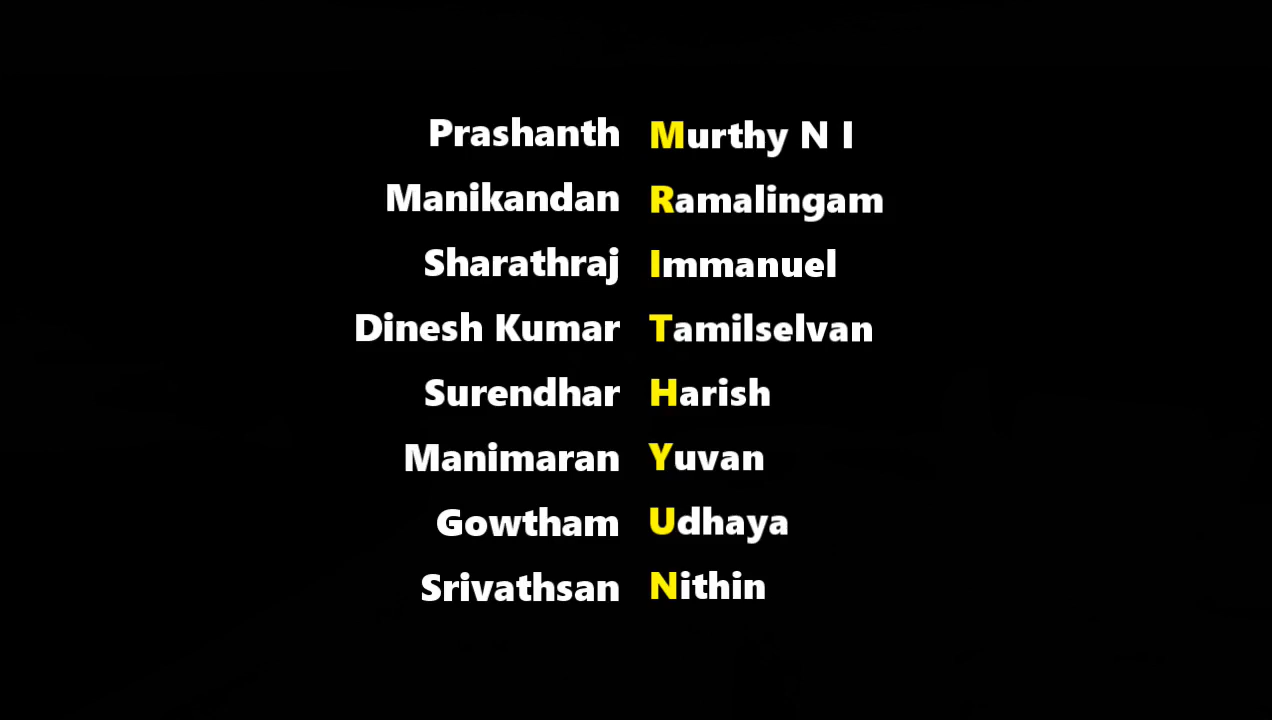 Prashanth Murthy N I
Manikandan Ramalingam
Sharathraj Immanuel
Dinesh Kumar Tamilselvan
Surendhar Harish
Manimaran Yuvan
Gowtham Udhaya
Srivathsan Nithin